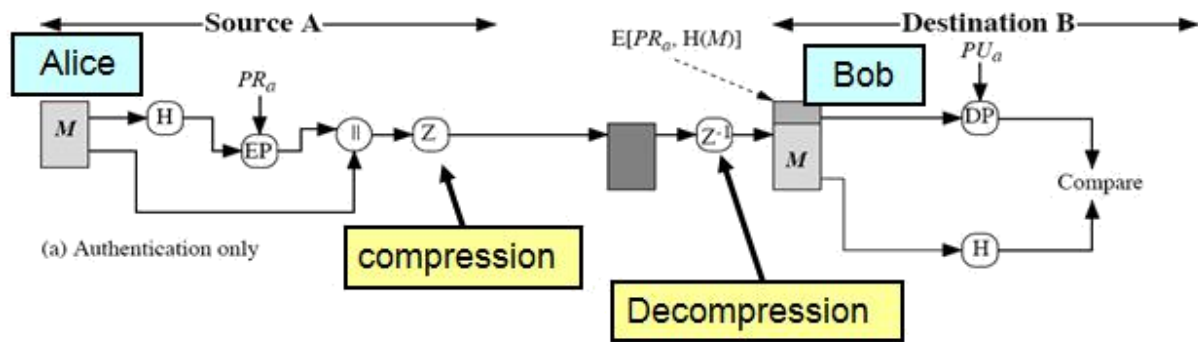 Source A
Destination B
Alice
E[PRₐ, H(M)]
Bob
PUₐ
PRₐ
M
H
EP
||
Z
Z⁻¹
M
DP
Compare
H
(a) Authentication only
compression
Decompression